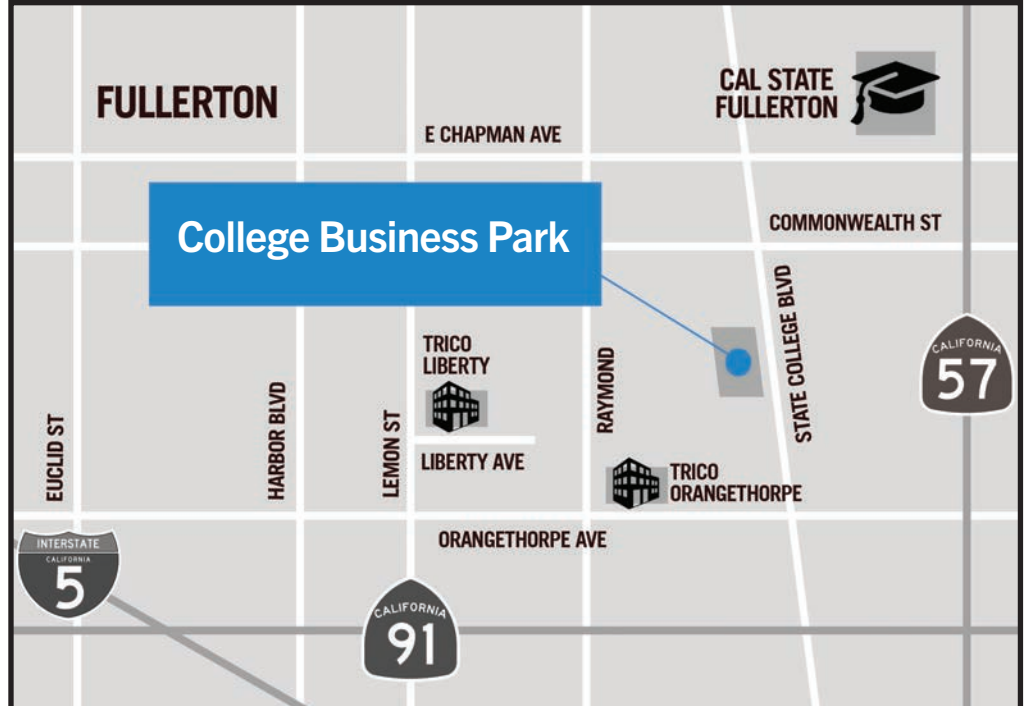 FULLERTON
CAL STATE
FULLERTON
E CHAPMAN AVE
College Business Park
COMMONWEALTH ST
TRICO
LIBERTY
RAYMOND
STATE COLLEGE BLVD
CALIFORNIA
57
EUCLID ST
HARBOR BLVD
LEMON ST
LIBERTY AVE
TRICO
ORANGETHORPE
ORANGETHORPE AVE
INTERSTATE
CALIFORNIA
5
CALIFORNIA
91